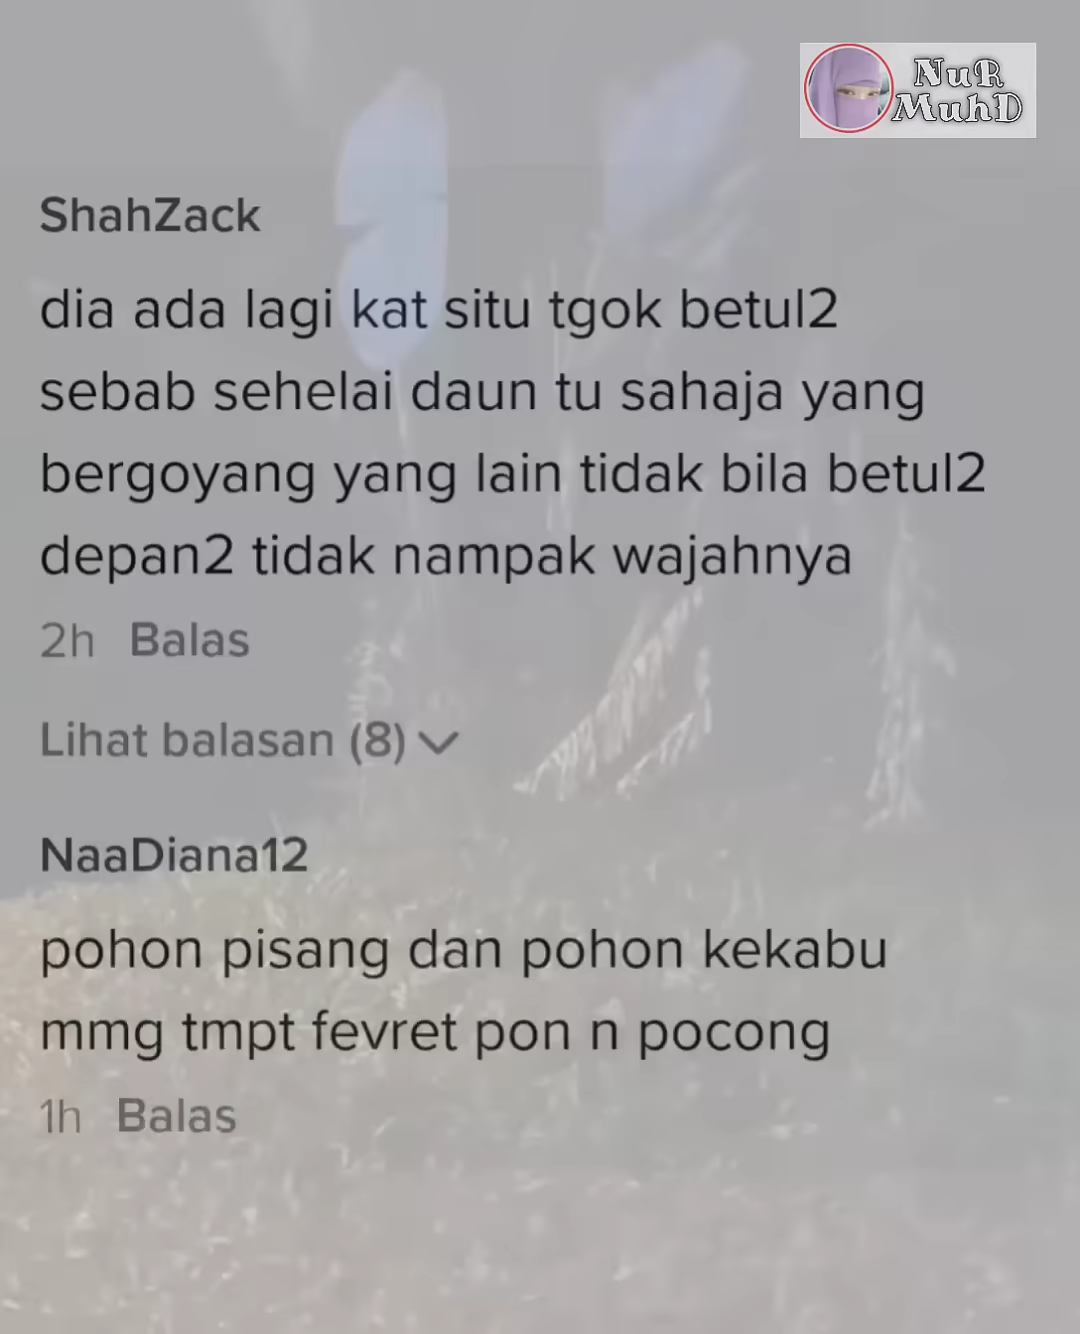 NuR
MuhD
ShahZack
dia ada lagi kat situ tgok betul2
sebab sehelai daun tu sahaja yang
bergoyang yang lain tidak bila betul2
depan2 tidak nampak wajahnya
2h Balas
Lihat balasan (8)
NaaDiana12
pohon pisang dan pohon kekabu
mmg tmpt fevret pon n pocong
1h Balas